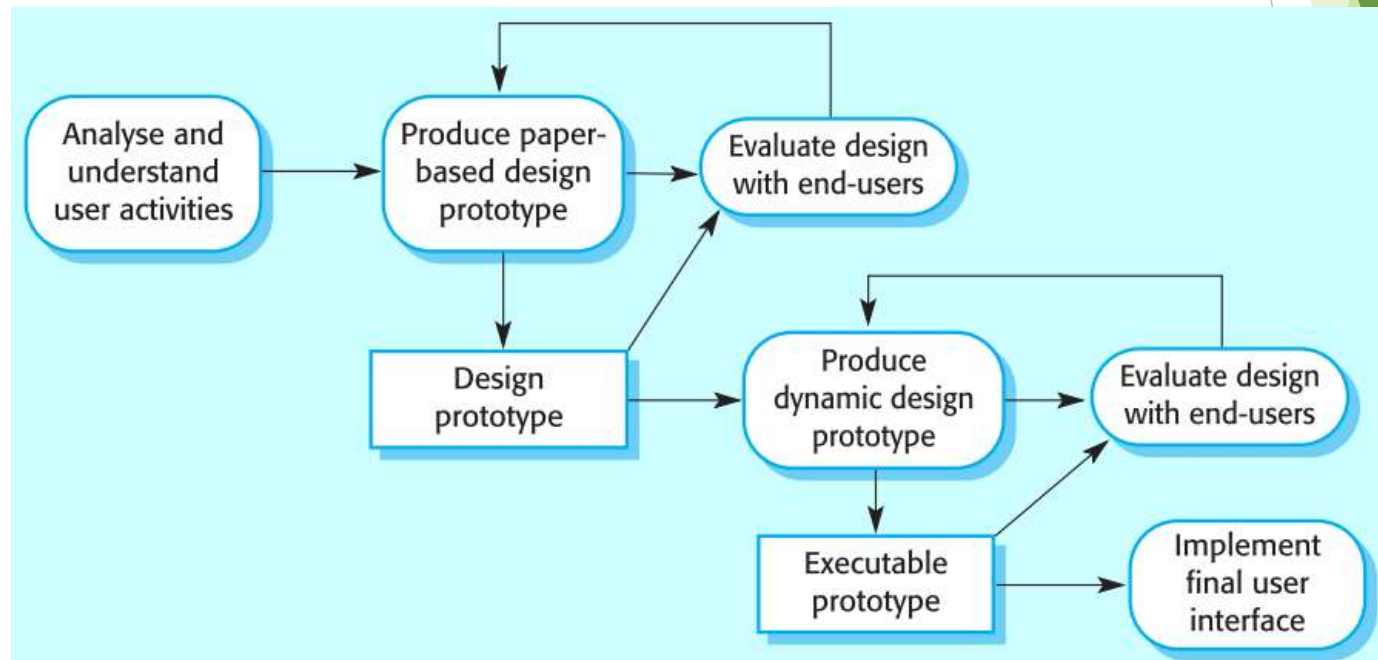 Analyse and
understand
user activities
Produce paper-
based design
prototype
Evaluate design
with end-users
Design
prototype
Produce
dynamic design
prototype
Evaluate design
with end-users
Executable
prototype
Implement
final user
interface